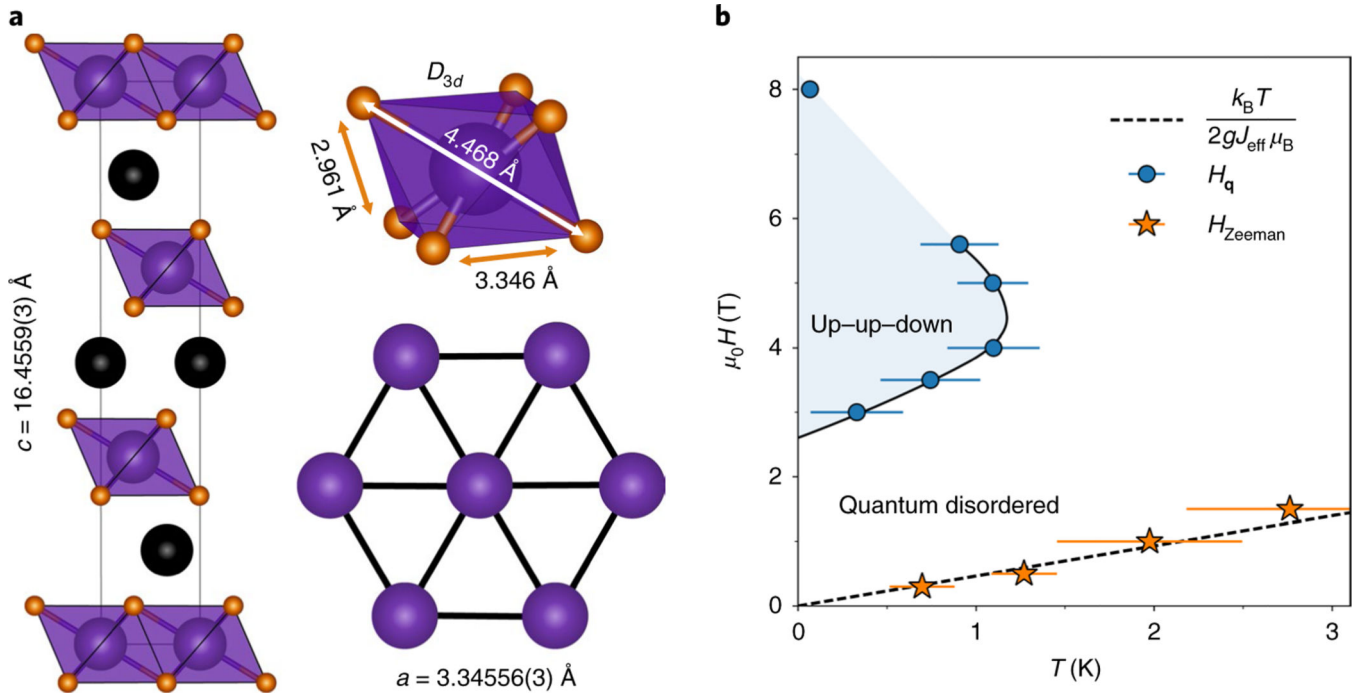 a
c = 16.4559(3) Å
D3d
4.468 Å
2.961 Å
3.346 Å
a = 3.34556(3) Å
b
μ0H (T)
8
6
4
2
0
kBT
2gJeffμB
Hq
HZeeman
Up–up–down
Quantum disordered
0
1
2
3
T (K)